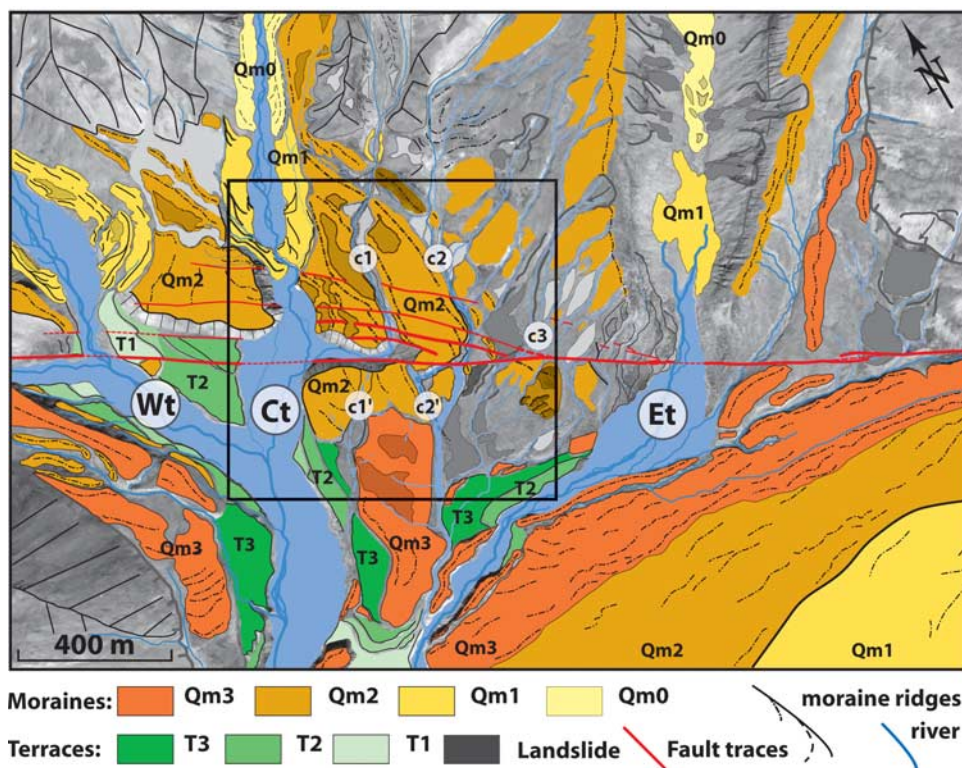 Qm0
Qm0
N
Qm1
Qm1
c1
c2
Qm2
Qm2
c3
T1
T2
Qm2
Wt
Ct
c1'
c2'
Et
T2
T2
T3
Qm3
T3
T3
Qm3
400 m
Qm3
Qm2
Qm1
Moraines: Qm3 Qm2 Qm1 Qm0 moraine ridges
river
Terraces: T3 T2 T1 Landslide Fault traces